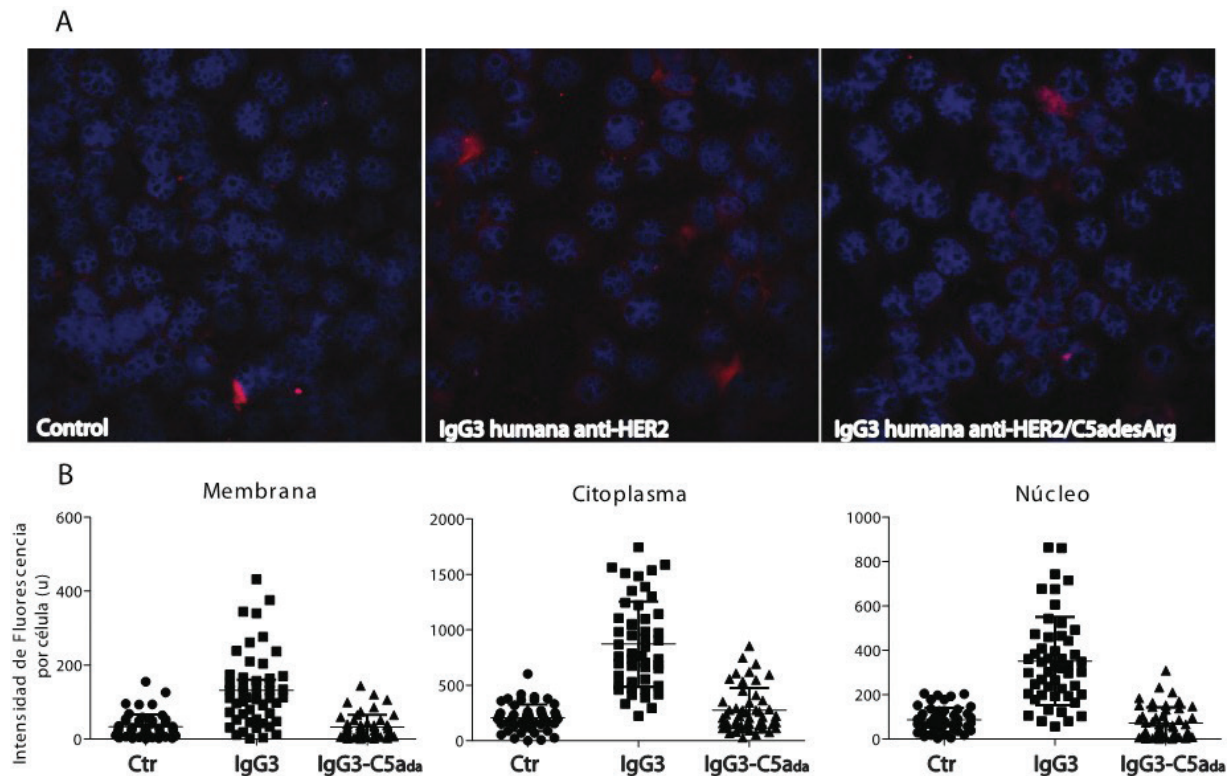 A
Control
IgG3 humana anti-HER2
IgG3 humana anti-HER2/C5adesArg
B
Membrana
Citoplasma
Núcleo
Intensidad de Fluorescencia
por célula (u)
600
400
200
0
Ctr
IgG3
IgG3-C5ada
2000
1500
1000
500
0
Ctr
IgG3
IgG3-C5ada
1000
800
600
400
200
0
Ctr
IgG3
IgG3-C5ada